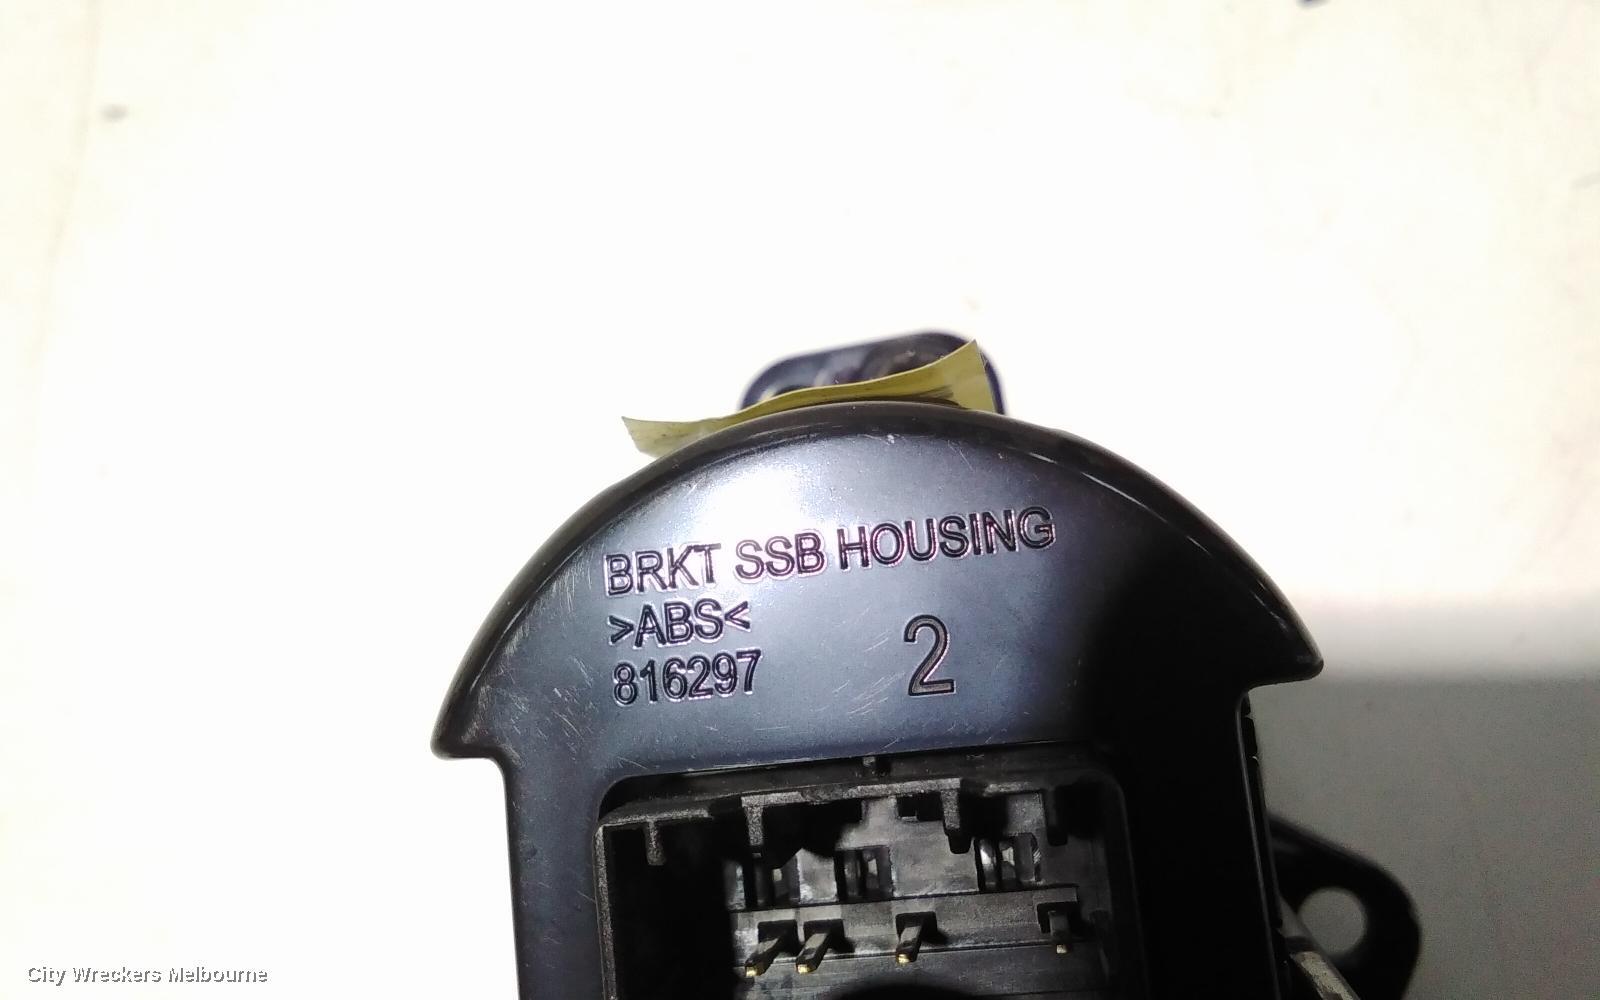 BRKT SSB HOUSING
>ABS<
816297
2
City Wreckers Melbourne